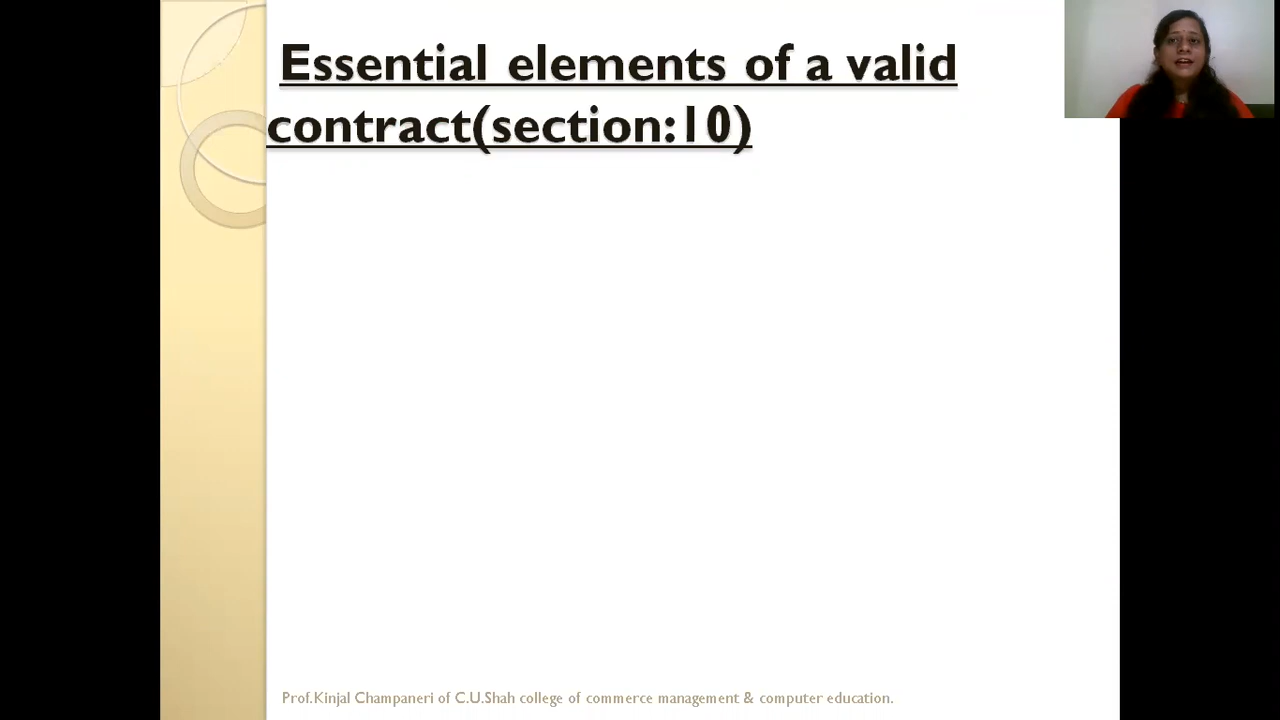 Essential elements of a valid
contract(section:10)
Prof.Kinjal Champaneri of C.U.Shah college of commerce management & computer education.